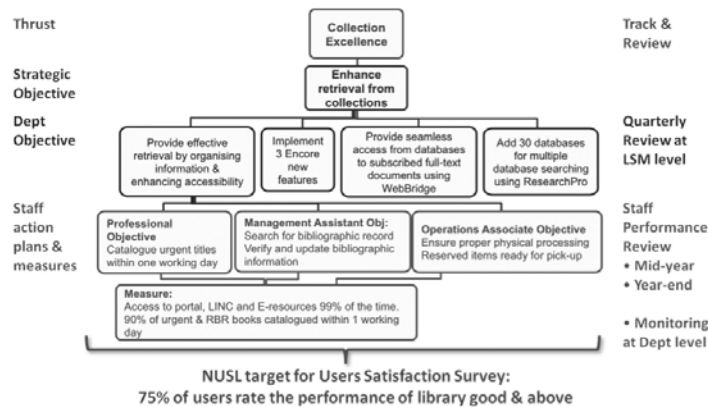 Thrust
Collection
Excellence
Track &
Review
Strategic
Objective
Enhance
retrieval from
collections
Dept
Objective
Provide effective
retrieval by organising
information &
enhancing accessibility
Implement
3 Encore
new
features
Provide seamless
access from databases
to subscribed full-text
documents using
WebBridge
Add 30 databases
for multiple
database searching
using ResearchPro
Quarterly
Review at
LSM level
Staff
action
plans &
measures
Professional
Objective
Catalogue urgent titles
within one working day
Management Assistant Obj:
Search for bibliographic record
Verify and update bibliographic
information
Operations Associate Objective
Ensure proper physical processing
Reserved items ready for pick-up
Staff
Performance
Review
• Mid-year
• Year-end
• Monitoring
at Dept level
Measure:
Access to portal, LINC and E-resources 99% of the time.
90% of urgent & RBR books catalogued within 1 working
day
NUSL target for Users Satisfaction Survey:
75% of users rate the performance of library good & above